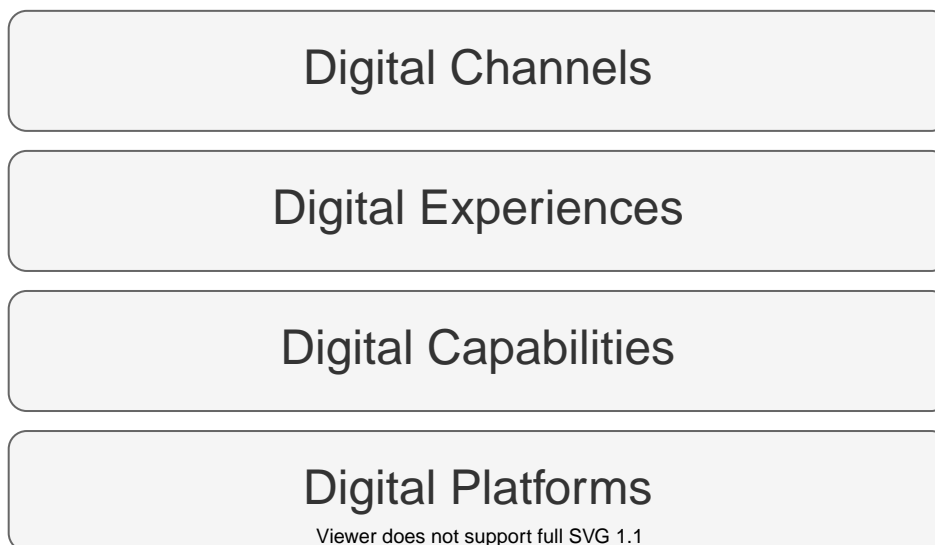 Digital Channels
Digital Experiences
Digital Capabilities
Digital Platforms
Viewer does not support full SVG 1.1